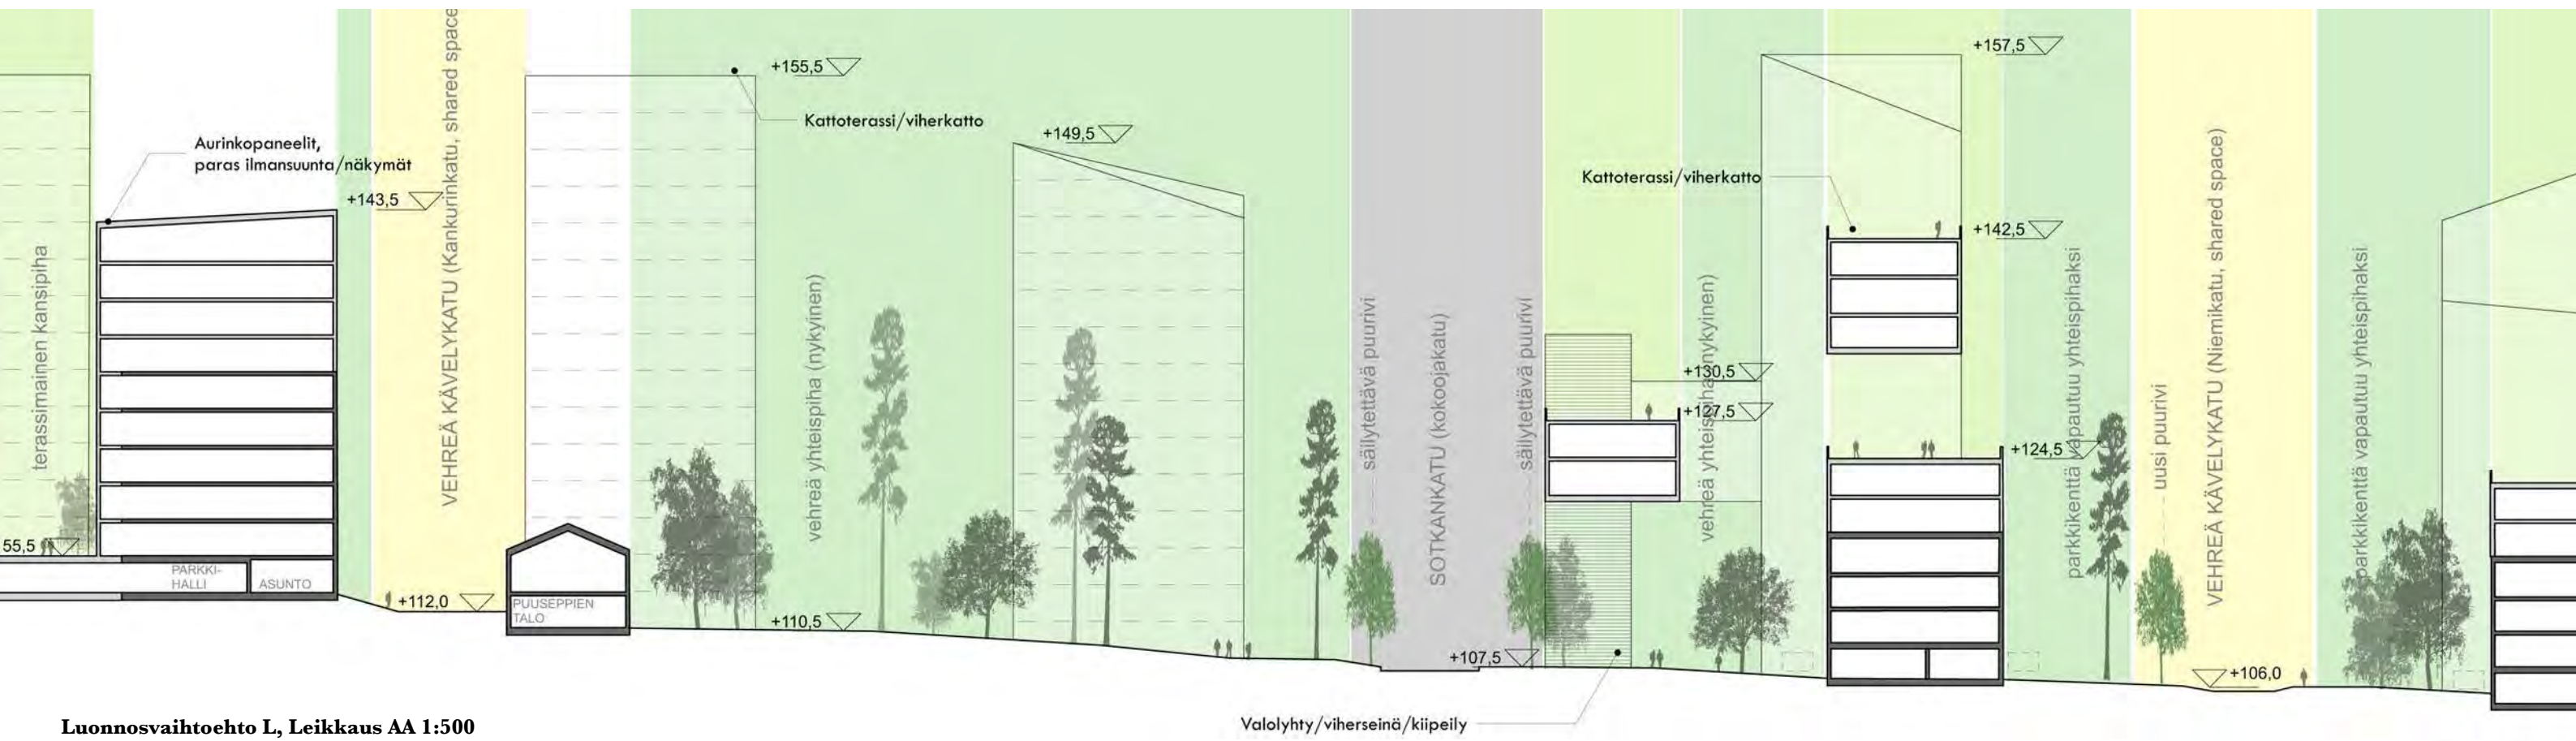 terassimainen kansipiha
Aurinkopaneelit,
paras ilmansuunta/näkymät
+143,5
55,5
PARKKI-
HALLI
ASUNTO
VEHREÄ KÄVELYKATU (Kankurinkatu, shared space
+112,0
PUUSEPPIEN
TALO
+155,5
Kattoterassi/viherkatto
vehreä yhteispiha (nykyinen)
+110,5
+149,5
säilytettävä puurivi
SOTKANKATU (kokoojakatu)
säilytettävä puurivi
+107,5
Valolyhty/viherseinä/kiipeily
Kattoterassi/viherkatto
+130,5
+127,5
vehreä yhteispiha (nykyinen)
+157,5
+142,5
+124,5
parkkikenttä vapautuu yhteispihaksi
uusi puurivi
VEHREÄ KÄVELYKATU (Niemikatu, shared space)
+106,0
parkkikenttä vapautuu yhteispihaksi
Luonnosvaihtoehto L, Leikkaus AA 1:500